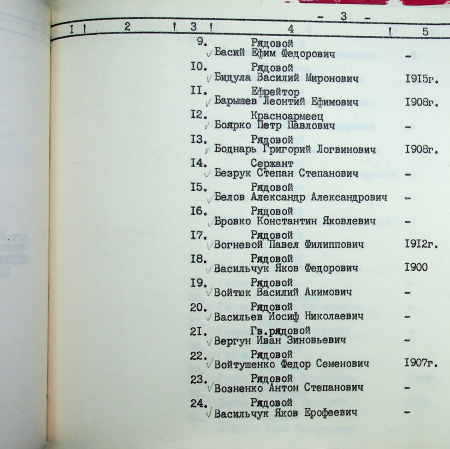 - 3 -
I ! 2 ! 3 ! 4 ! 5
9. Рядовой
Басий Ефим Федорович -
10. Рядовой
Бидула Василий Миронович 1915г.
II. Ефрейтор
Барышев Леонтий Ефимович 1908г.
12. Красноармеец
Боярко Петр Павлович -
13. Рядовой
Боднарь Григорий Логвинович 1908г.
14. Сержант
Безрук Степан Степанович -
15. Рядовой
Белов Александр Александрович -
16. Рядовой
Бровко Константин Яковлевич -
17. Рядовой
Вогневой Павел Филиппович 1912г.
18. Рядовой
Васильчук Яков Федорович 1900
19. Рядовой
Войтюк Василий Акимович -
20. Рядовой
Васильев Иосиф Николаевич -
21. Гв.рядовой
Вергун Иван Зиновьевич -
22. Рядовой
Войтушенко Федор Семенович 1907г.
23. Рядовой
Возненко Антон Степанович -
24. Рядовой
Васильчук Яков Ерофеевич -